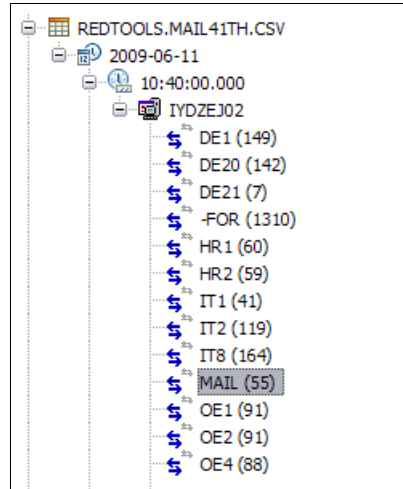 REDTOOLS.MAIL41TH.CSV
2009-06-11
10:40:00.000
IYDZEJ02
DE1 (149)
DE20 (142)
DE21 (7)
-FOR (1310)
HR1 (60)
HR2 (59)
IT1 (41)
IT2 (119)
IT8 (164)
MAIL (55)
OE1 (91)
OE2 (91)
OE4 (88)